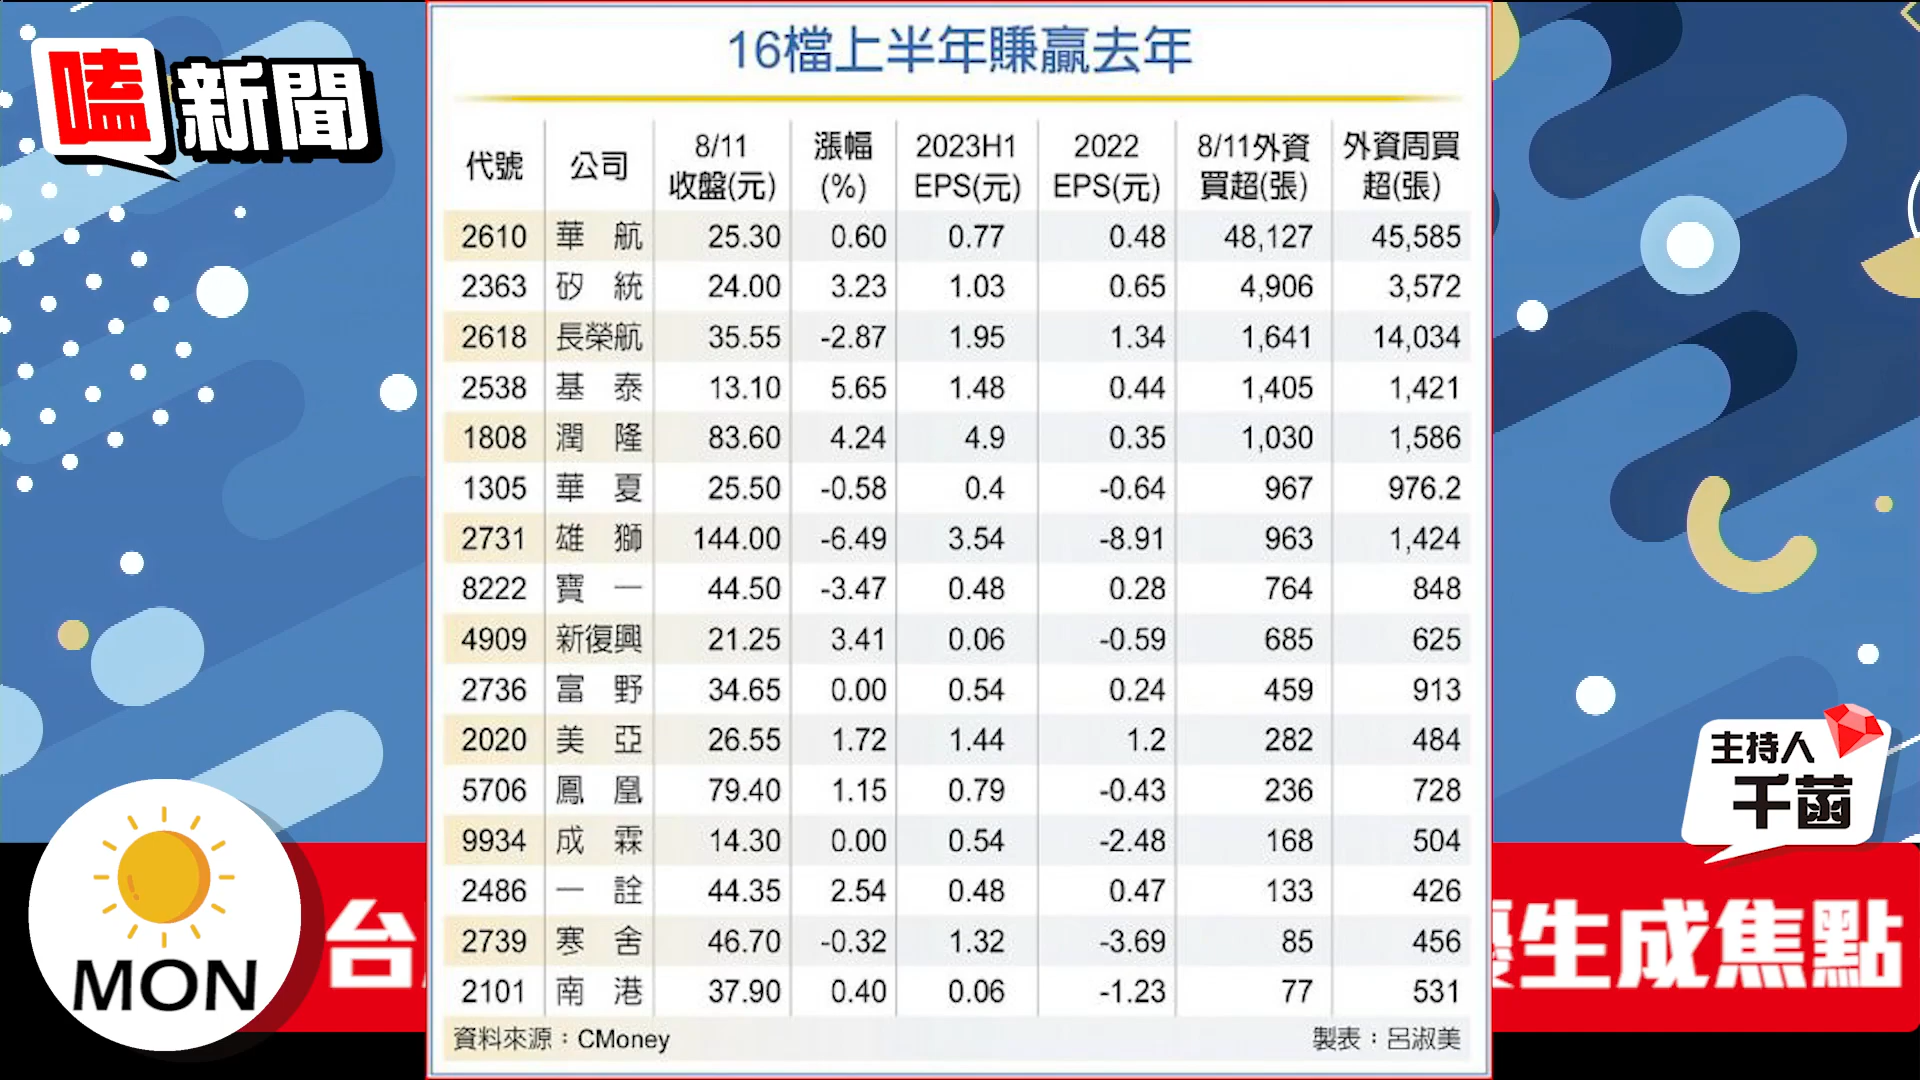 嗑新聞
16檔上半年賺贏去年
代號 公司 8/11收盤(元) 漲幅(%) 2023H1 EPS(元) 2022 EPS(元) 8/11外資買超(張) 外資周買超(張)
2610 華航 25.30 0.60 0.77 0.48 48,127 45,585
2363 矽統 24.00 3.23 1.03 0.65 4,906 3,572
2618 長榮航 35.55 -2.87 1.95 1.34 1,641 14,034
2538 基泰 13.10 5.65 1.48 0.44 1,405 1,421
1808 潤隆 83.60 4.24 4.9 0.35 1,030 1,586
1305 華夏 25.50 -0.58 0.4 -0.64 967 976.2
2731 雄獅 144.00 -6.49 3.54 -8.91 963 1,424
8222 寶一 44.50 -3.47 0.48 0.28 764 848
4909 新復興 21.25 3.41 0.06 -0.59 685 625
2736 富野 34.65 0.00 0.54 0.24 459 913
2020 美亞 26.55 1.72 1.44 1.2 282 484
5706 鳳凰 79.40 1.15 0.79 -0.43 236 728
9934 成霖 14.30 0.00 0.54 -2.48 168 504
2486 一詮 44.35 2.54 0.48 0.47 133 426
2739 寒舍 46.70 -0.32 1.32 -3.69 85 456
2101 南港 37.90 0.40 0.06 -1.23 77 531
資料來源：CMoney 製表：呂淑美
主持人
千菡
MON
台
生成焦點